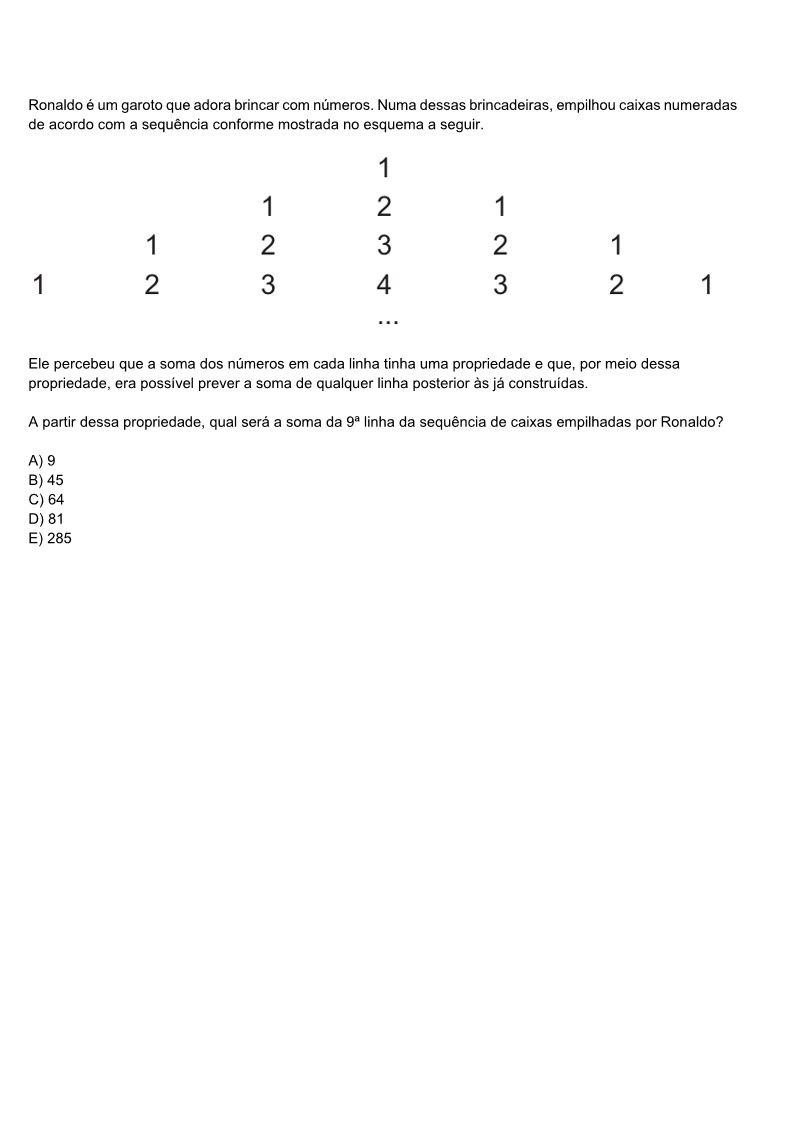 Ronaldo é um garoto que adora brincar com números. Numa dessas brincadeiras, empilhou caixas numeradas
de acordo com a sequência conforme mostrada no esquema a seguir.
1
1 2 1
1 2 3 2 1
1 2 3 4 3 2 1
...
Ele percebeu que a soma dos números em cada linha tinha uma propriedade e que, por meio dessa
propriedade, era possível prever a soma de qualquer linha posterior às já construídas.
A partir dessa propriedade, qual será a soma da 9ª linha da sequência de caixas empilhadas por Ronaldo?
A) 9
B) 45
C) 64
D) 81
E) 285